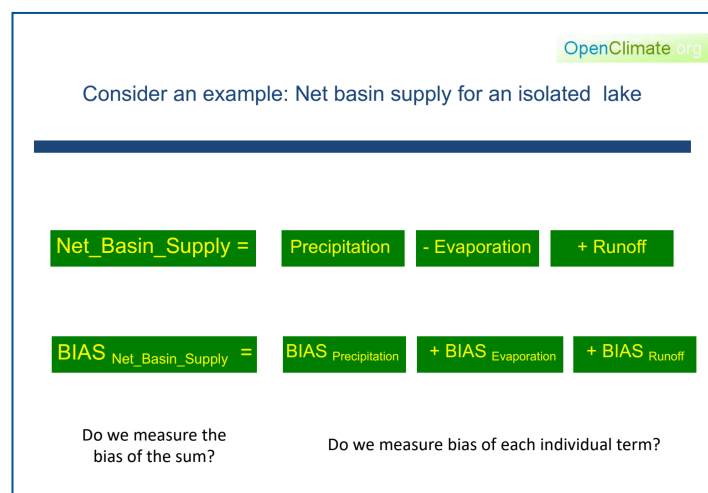 OpenClimate.org
Consider an example: Net basin supply for an isolated lake
Net_Basin_Supply = Precipitation - Evaporation + Runoff
BIAS Net_Basin_Supply = BIAS Precipitation + BIAS Evaporation + BIAS Runoff
Do we measure the
bias of the sum?
Do we measure bias of each individual term?